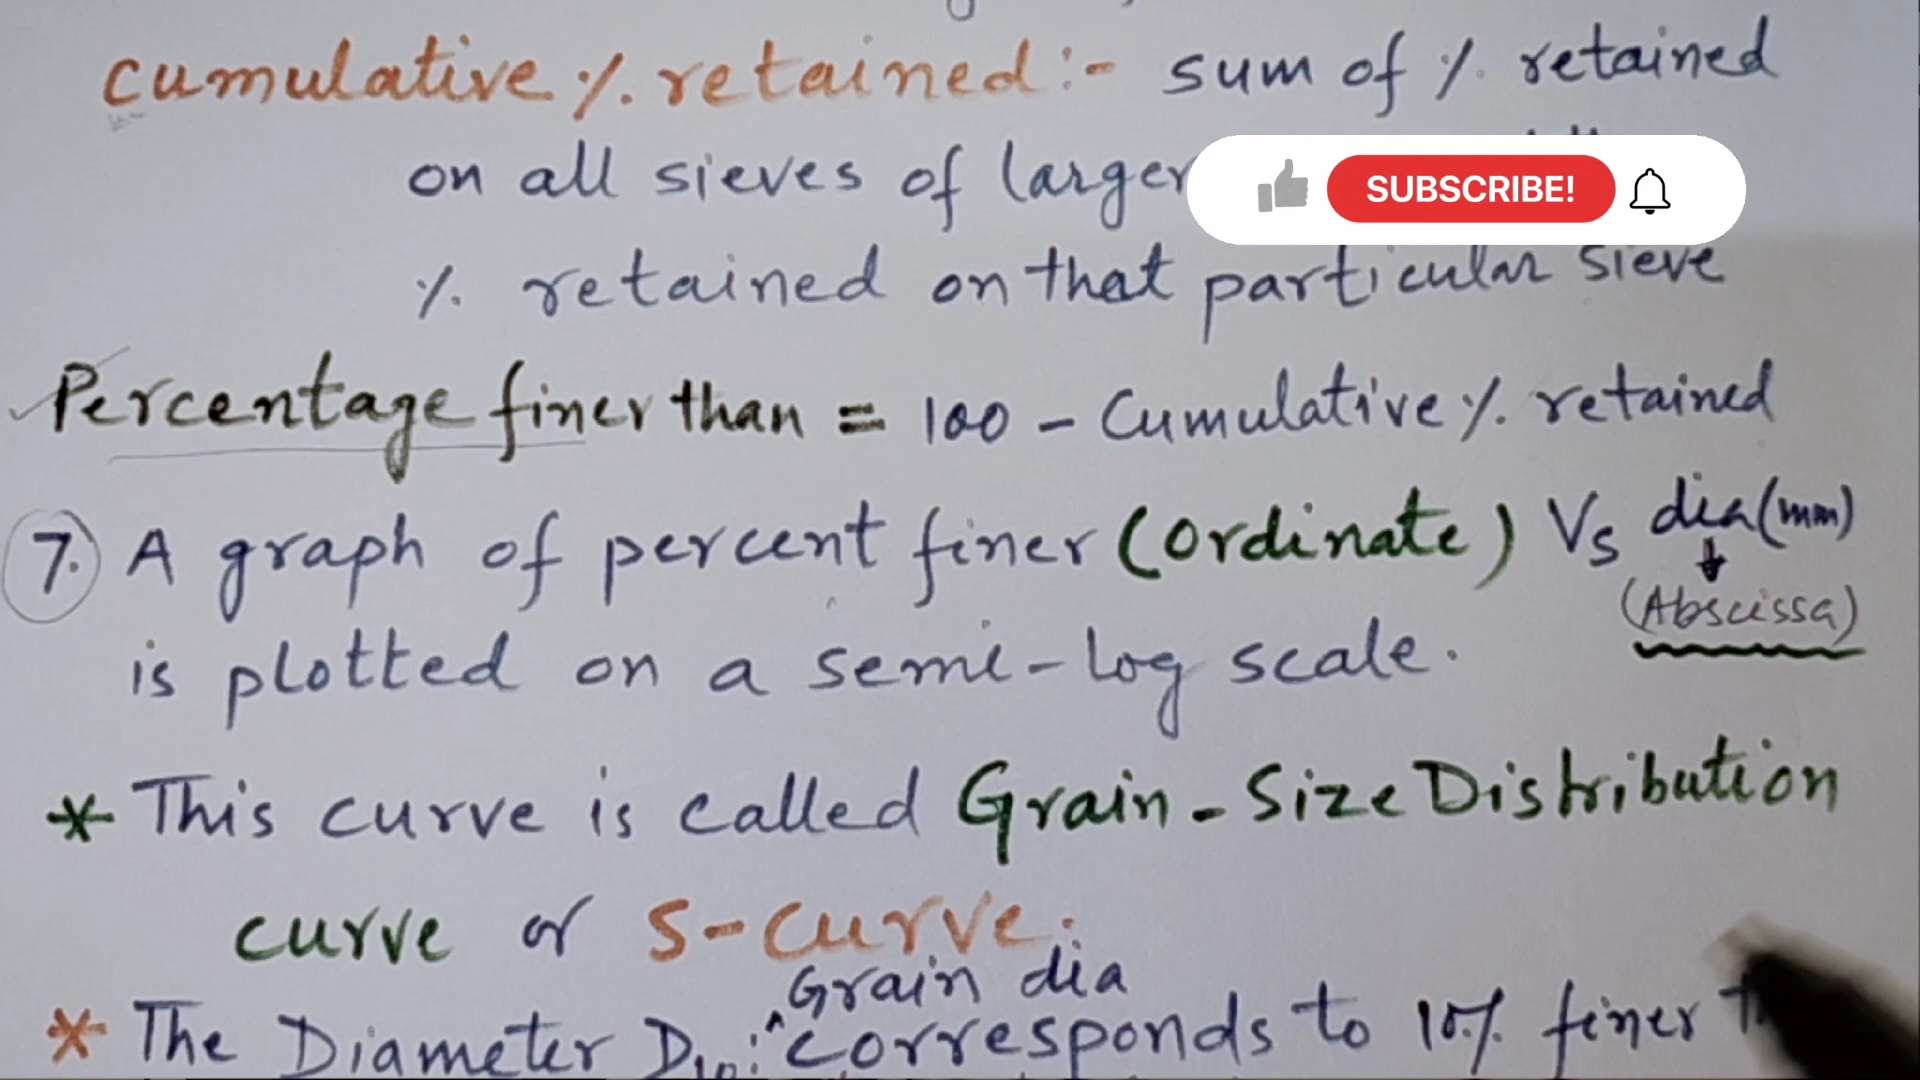 Cumulative % retained:- sum of % retained
on all sieves of larger
SUBSCRIBE!
% retained on that particular sieve
Percentage finer than = 100 - Cumulative % retained
7. A graph of percent finer (Ordinate) Vs dia(mm)
(Abscissa)
is plotted on a semi-log scale.
* This curve is called Grain-Size Distribution
curve or S-curve.
Grain dia
* The Diameter D10: ^corresponds to 10% finer